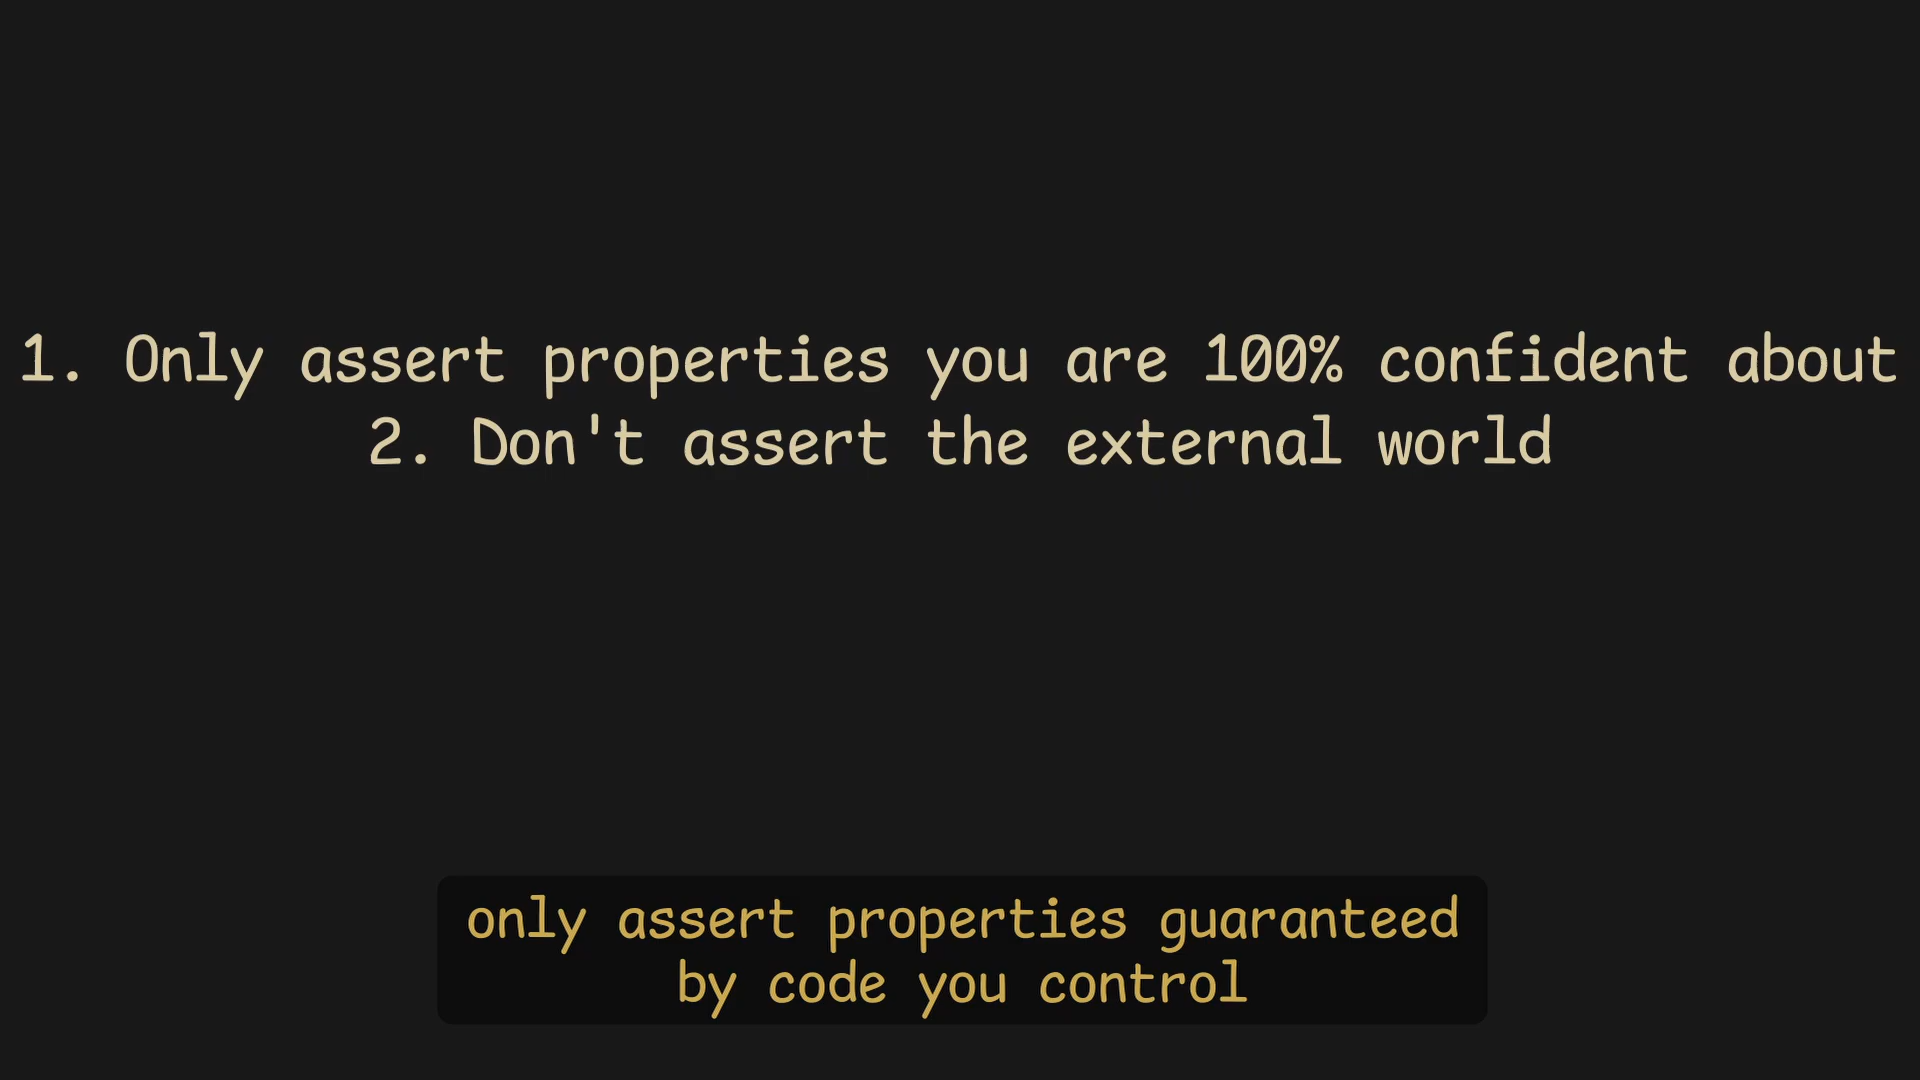 1. Only assert properties you are 100% confident about
2. Don't assert the external world
only assert properties guaranteed
by code you control